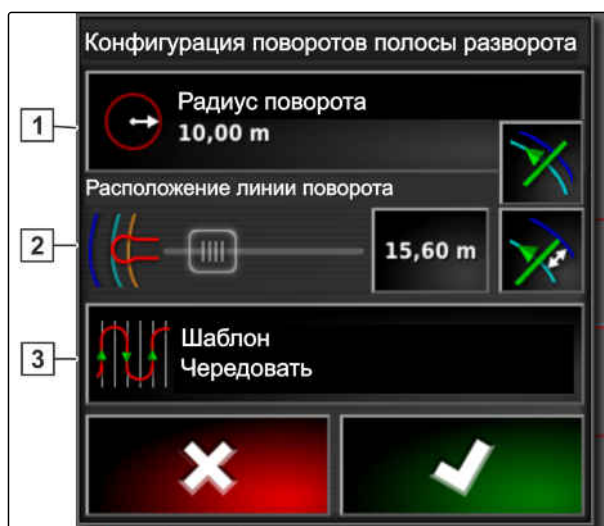 Конфигурация поворотов полосы разворота
1
Радиус поворота
10,00 m
Расположение линии поворота
2
15,60 m
3
Шаблон
Чередовать